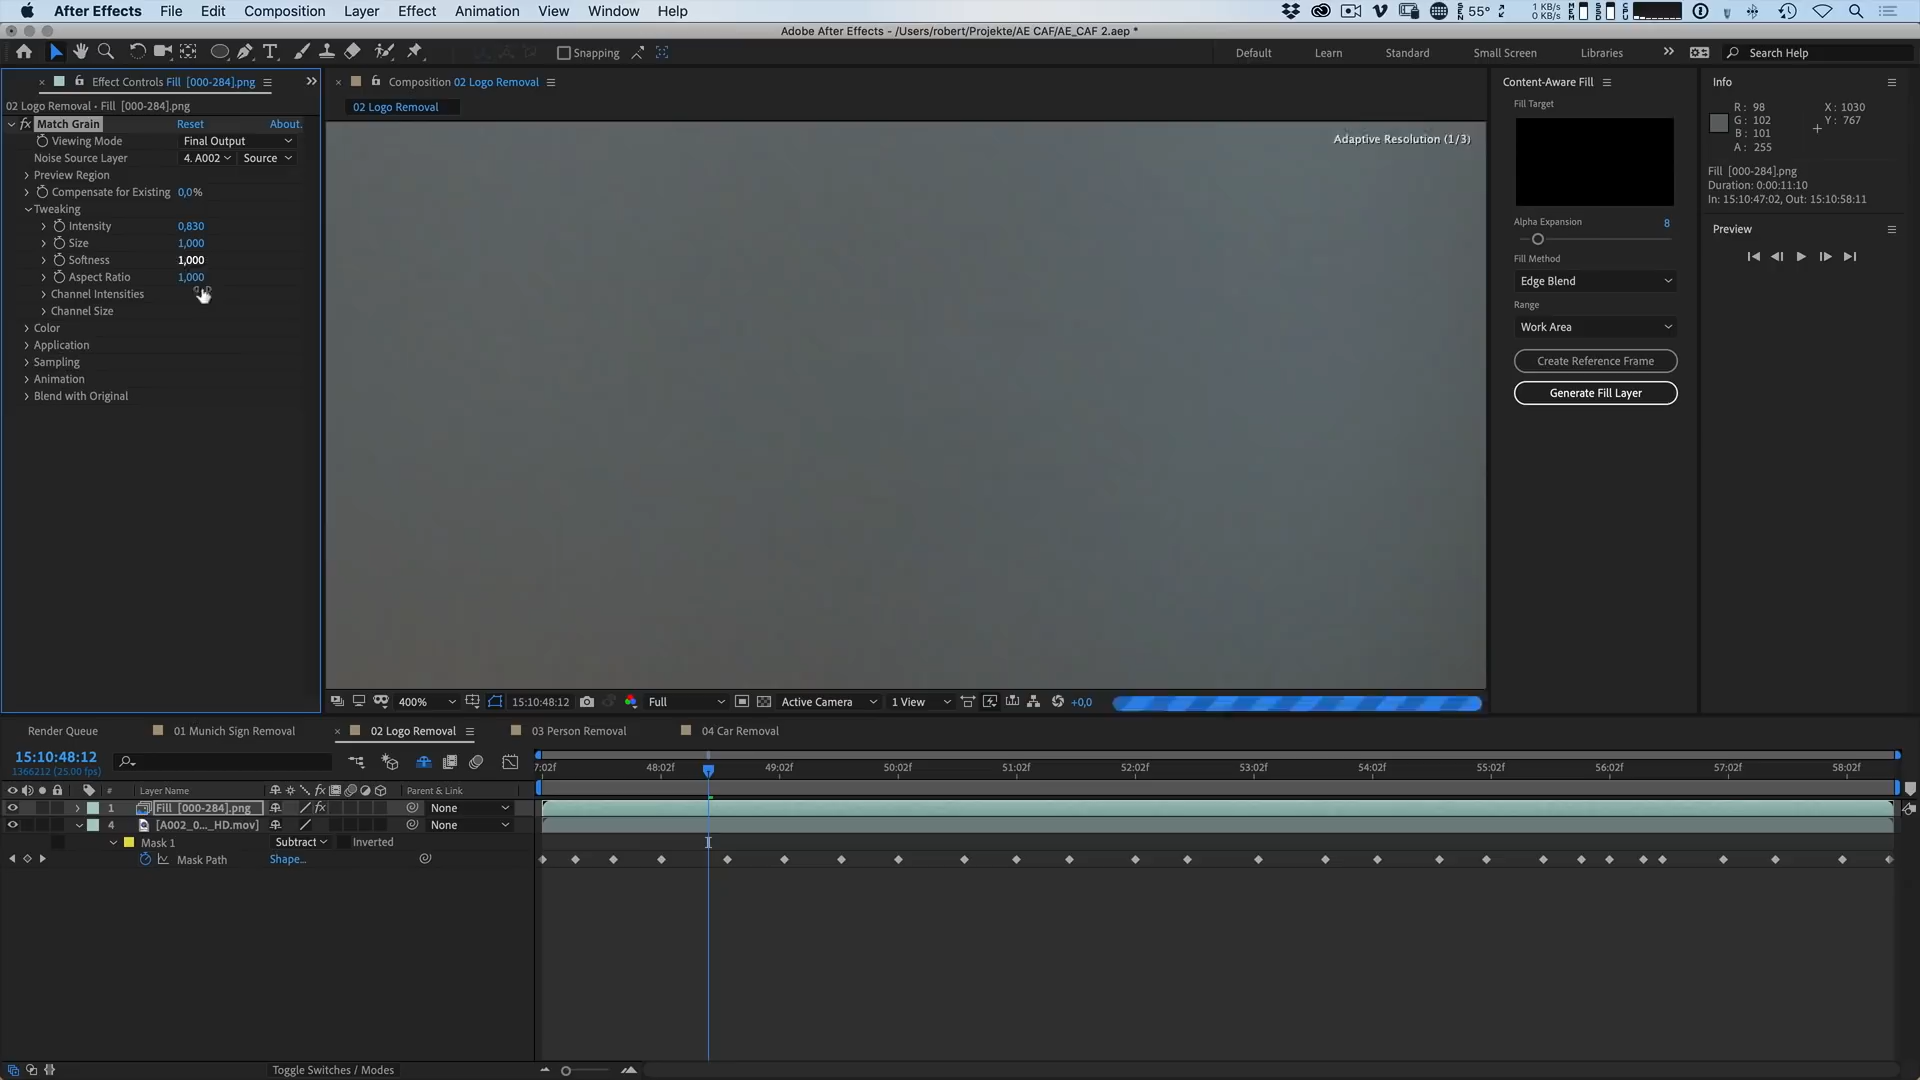 After Effects File Edit Composition Layer Effect Animation View Window Help
55° 1 KB/s 0 KB/s
Adobe After Effects - /Users/robert/Projekte/AE CAF/AE_CAF 2.aep *
Snapping Default Learn Standard Small Screen Libraries Search Help
Effect Controls Fill [000-284].png
02 Logo Removal • Fill [000-284].png
fx Match Grain Reset About.
Viewing Mode Final Output
Noise Source Layer 4. A002 Source
Preview Region
Compensate for Existing 0,0%
Tweaking
Intensity 0,830
Size 1,000
Softness 1,000
Aspect Ratio 1,000
Channel Intensities
Channel Size
Color
Application
Sampling
Animation
Blend with Original
Composition 02 Logo Removal
02 Logo Removal
Adaptive Resolution (1/3)
400% 15:10:48:12 Full Active Camera 1 View +0,0
Content-Aware Fill
Fill Target
Alpha Expansion 8
Fill Method
Edge Blend
Range
Work Area
Create Reference Frame
Generate Fill Layer
Info
R: 98 X: 1030
G: 102 Y: 767
B: 101
A: 255
Fill [000-284].png
Duration: 0:00:11:10
In: 15:10:47:02, Out: 15:10:58:11
Preview
Render Queue 01 Munich Sign Removal 02 Logo Removal 03 Person Removal 04 Car Removal
15:10:48:12
1366212 (25.00 fps)
7:02f 48:02f 49:02f 50:02f 51:02f 52:02f 53:02f 54:02f 55:02f 56:02f 57:02f 58:02f
# Layer Name fx Parent & Link
1 Fill [000-284].png fx None
4 [A002_0..._HD.mov] None
Mask 1 Subtract Inverted
Mask Path Shape...
Toggle Switches / Modes